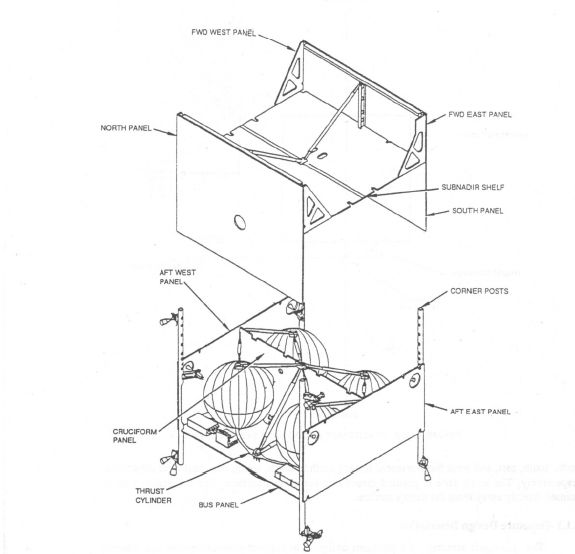 FWD WEST PANEL
FWD EAST PANEL
NORTH PANEL
SUBNADIR SHELF
SOUTH PANEL
AFT WEST
PANEL
CORNER POSTS
AFT EAST PANEL
CRUCIFORM
PANEL
THRUST
CYLINDER
BUS PANEL